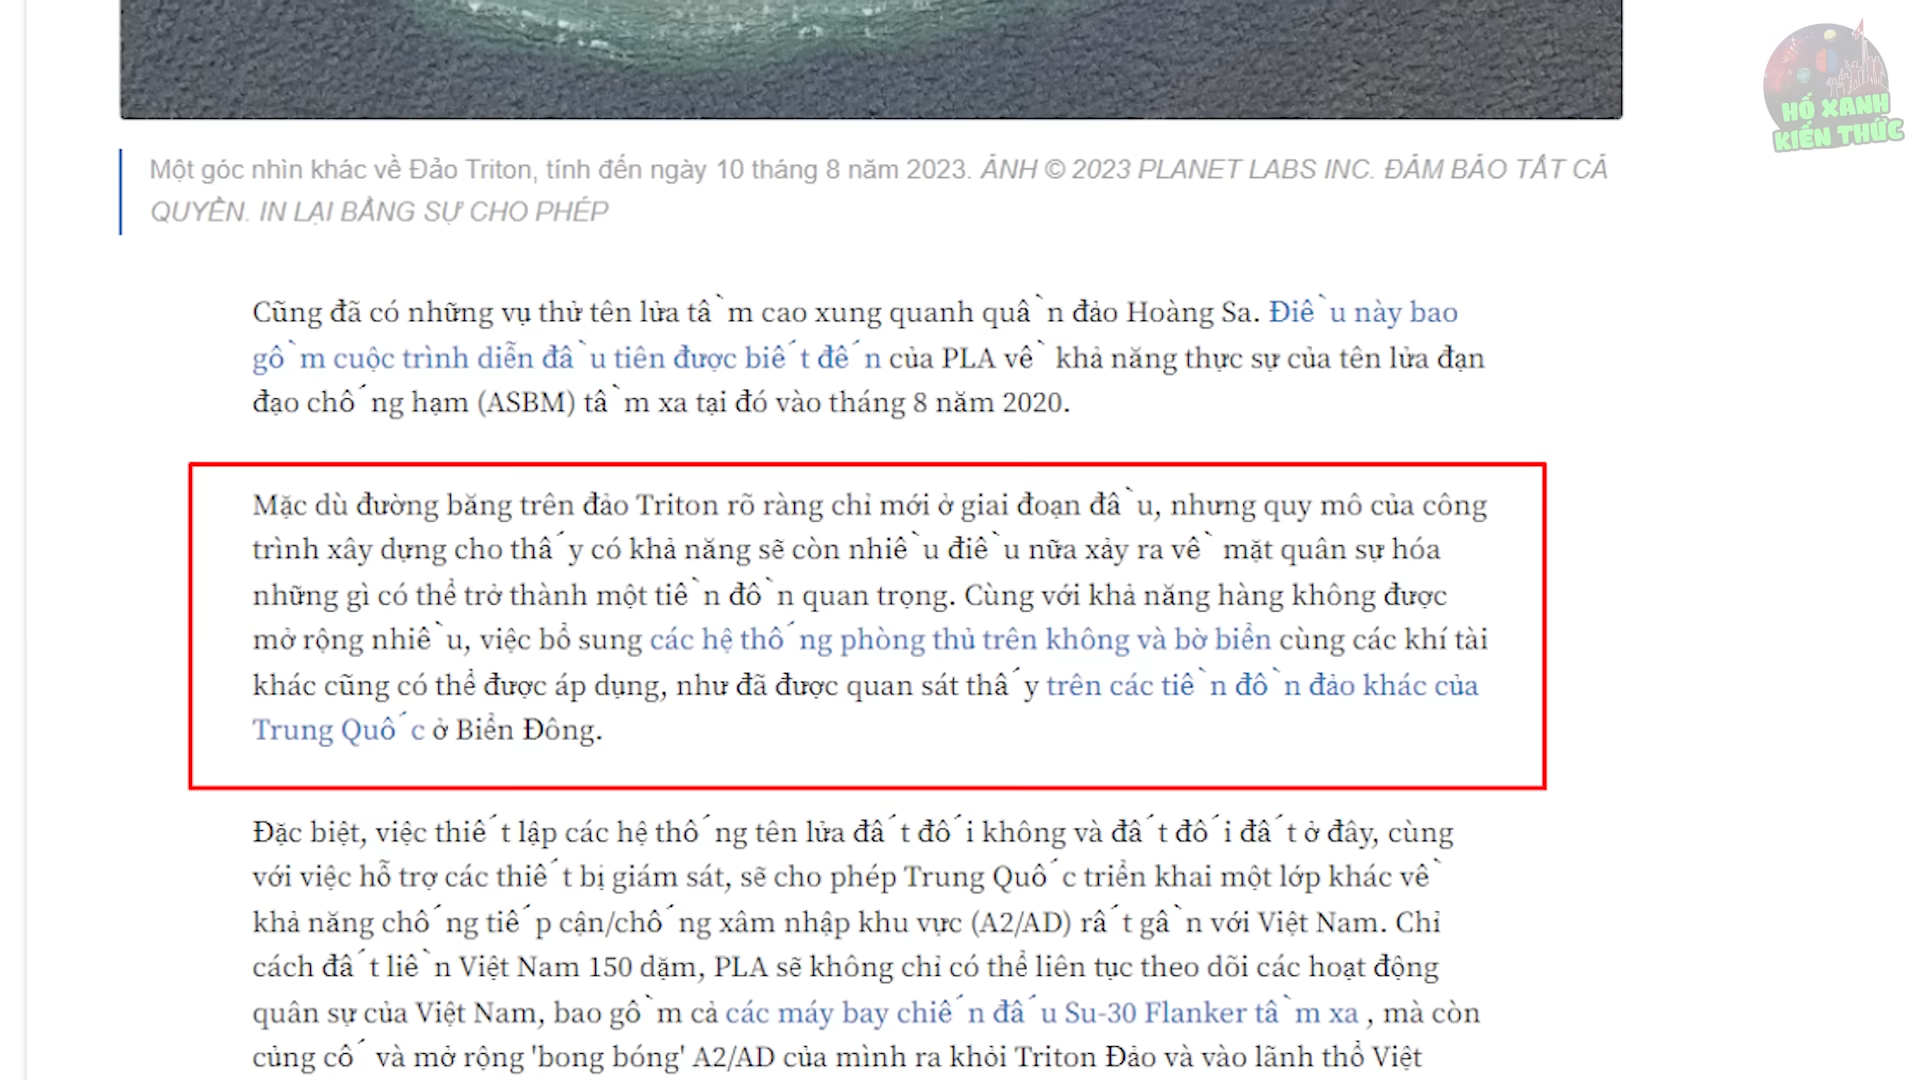 HỐ XANH
KIẾN THỨC
Một góc nhìn khác về Đảo Triton, tính đến ngày 10 tháng 8 năm 2023. ẢNH © 2023 PLANET LABS INC. ĐẢM BẢO TẤT CẢ
QUYỀN. IN LẠI BẰNG SỰ CHO PHÉP
Cũng đã có những vụ thử tên lửa tầm cao xung quanh quần đảo Hoàng Sa. Điều này bao
gồm cuộc trình diễn đầu tiên được biết đến của PLA về khả năng thực sự của tên lửa đạn
đạo chống hạm (ASBM) tầm xa tại đó vào tháng 8 năm 2020.
Mặc dù đường băng trên đảo Triton rõ ràng chỉ mới ở giai đoạn đầu, nhưng quy mô của công
trình xây dựng cho thấy có khả năng sẽ còn nhiều điều nữa xảy ra về mặt quân sự hóa
những gì có thể trở thành một tiền đồn quan trọng. Cùng với khả năng hàng không được
mở rộng nhiều, việc bổ sung các hệ thống phòng thủ trên không và bờ biển cùng các khí tài
khác cũng có thể được áp dụng, như đã được quan sát thấy trên các tiền đồn đảo khác của
Trung Quốc ở Biển Đông.
Đặc biệt, việc thiết lập các hệ thống tên lửa đất đối không và đất đối đất ở đây, cùng
với việc hỗ trợ các thiết bị giám sát, sẽ cho phép Trung Quốc triển khai một lớp khác về
khả năng chống tiếp cận/chống xâm nhập khu vực (A2/AD) rất gần với Việt Nam. Chỉ
cách đất liền Việt Nam 150 dặm, PLA sẽ không chỉ có thể liên tục theo dõi các hoạt động
quân sự của Việt Nam, bao gồm cả các máy bay chiến đấu Su-30 Flanker tầm xa , mà còn
củng cố và mở rộng 'bong bóng' A2/AD của mình ra khỏi Triton Đảo và vào lãnh thổ Việt